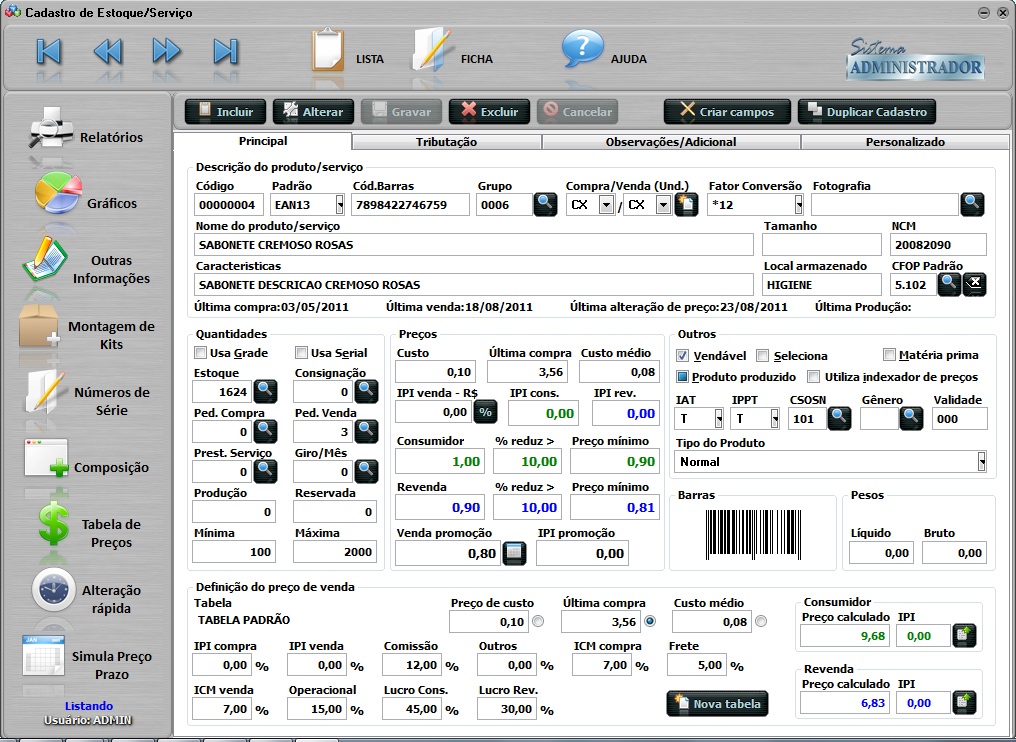 Cadastro de Estoque/Serviço
LISTA
FICHA
AJUDA
Sistema
ADMINISTRADOR
Relatórios
Gráficos
Outras
Informações
Montagem de
Kits
Números de
Série
Composição
Tabela de
Preços
Alteração
rápida
JAN
Simula Preço
Prazo
Listando
Usuário: ADMIN
Incluir Alterar Gravar Excluir Cancelar Criar campos Duplicar Cadastro
Principal Tributação Observações/Adicional Personalizado
Descrição do produto/serviço
Código Padrão Cód.Barras Grupo Compra/Venda (Und.) Fator Conversão Fotografia
00000004 EAN13 7898422746759 0006 CX / CX *12
Nome do produto/serviço Tamanho NCM
SABONETE CREMOSO ROSAS 20082090
Caracteristicas Local armazenado CFOP Padrão
SABONETE DESCRICAO CREMOSO ROSAS HIGIENE 5.102
Última compra:03/05/2011 Última venda:18/08/2011 Última alteração de preço:23/08/2011 Última Produção:
Quantidades
Usa Grade Usa Serial
Estoque Consignação
1624 0
Ped. Compra Ped. Venda
0 3
Prest. Serviço Giro/Mês
0 0
Produção Reservada
0 0
Mínima Máxima
100 2000
Preços
Custo Última compra Custo médio
0,10 3,56 0,08
IPI venda - R$ IPI cons. IPI rev.
0,00 % 0,00 0,00
Consumidor % reduz > Preço mínimo
1,00 10,00 0,90
Revenda % reduz > Preço mínimo
0,90 10,00 0,81
Venda promoção IPI promoção
0,80 0,00
Outros
Vendável Seleciona Matéria prima
Produto produzido Utiliza indexador de preços
IAT IPPT CSOSN Gênero Validade
T T 101 000
Tipo do Produto
Normal
Barras
Pesos
Líquido Bruto
0,00 0,00
Definição do preço de venda
Tabela Preço de custo Última compra Custo médio
TABELA PADRÃO 0,10 3,56 0,08
IPI compra IPI venda Comissão Outros ICM compra Frete
0,00 % 0,00 % 12,00 % 0,00 % 7,00 % 5,00 %
ICM venda Operacional Lucro Cons. Lucro Rev.
7,00 % 15,00 % 45,00 % 30,00 % Nova tabela
Consumidor
Preço calculado IPI
9,68 0,00
Revenda
Preço calculado IPI
6,83 0,00